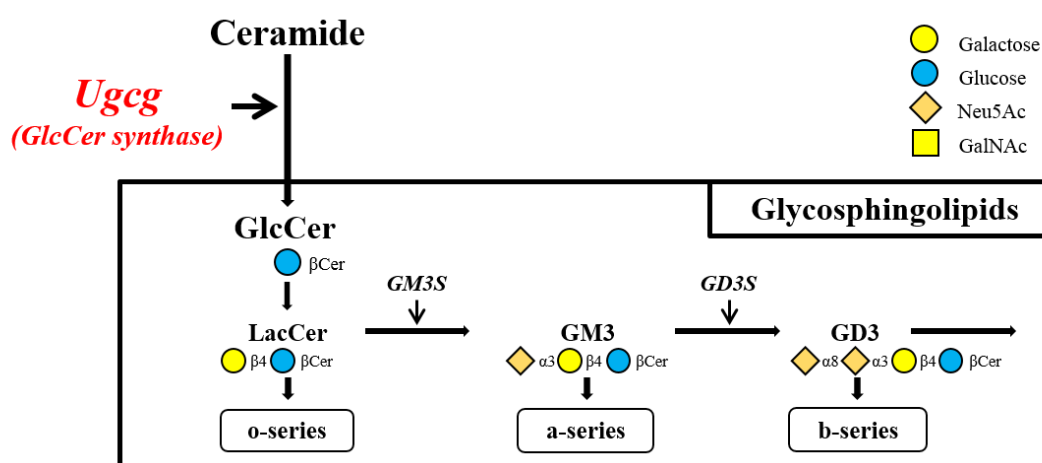 Ceramide
Ugcg
(GlcCer synthase)
Galactose
Glucose
Neu5Ac
GalNAc
Glycosphingolipids
GlcCer
βCer
GM3S
GD3S
LacCer
GM3
GD3
β4 βCer
α3 β4 βCer
α8 α3 β4 βCer
o-series
a-series
b-series